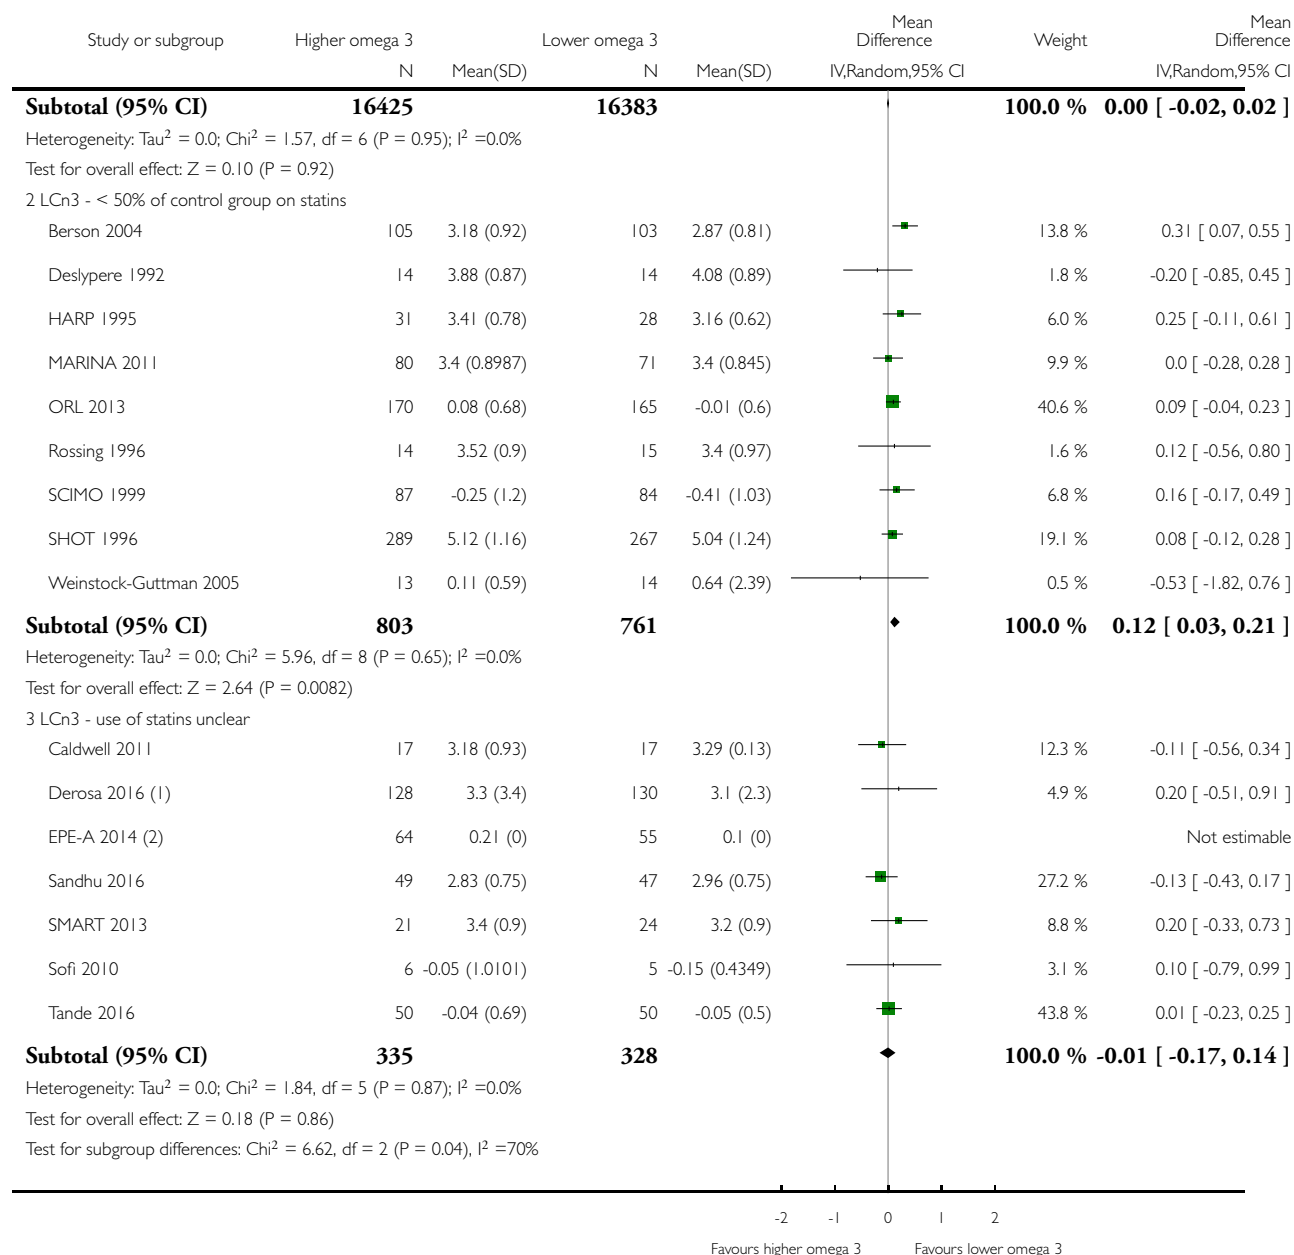 Study or subgroup Higher omega 3 Lower omega 3 Mean Difference Weight Mean Difference
N Mean(SD) N Mean(SD) IV,Random,95% CI IV,Random,95% CI
Subtotal (95% CI) 16425 16383 100.0 % 0.00 [ -0.02, 0.02 ]
Heterogeneity: Tau² = 0.0; Chi² = 1.57, df = 6 (P = 0.95); I² =0.0%
Test for overall effect: Z = 0.10 (P = 0.92)
2 LCn3 - < 50% of control group on statins
Berson 2004 105 3.18 (0.92) 103 2.87 (0.81) 13.8 % 0.31 [ 0.07, 0.55 ]
Deslypere 1992 14 3.88 (0.87) 14 4.08 (0.89) 1.8 % -0.20 [ -0.85, 0.45 ]
HARP 1995 31 3.41 (0.78) 28 3.16 (0.62) 6.0 % 0.25 [ -0.11, 0.61 ]
MARINA 2011 80 3.4 (0.8987) 71 3.4 (0.845) 9.9 % 0.0 [ -0.28, 0.28 ]
ORL 2013 170 0.08 (0.68) 165 -0.01 (0.6) 40.6 % 0.09 [ -0.04, 0.23 ]
Rossing 1996 14 3.52 (0.9) 15 3.4 (0.97) 1.6 % 0.12 [ -0.56, 0.80 ]
SCIMO 1999 87 -0.25 (1.2) 84 -0.41 (1.03) 6.8 % 0.16 [ -0.17, 0.49 ]
SHOT 1996 289 5.12 (1.16) 267 5.04 (1.24) 19.1 % 0.08 [ -0.12, 0.28 ]
Weinstock-Guttman 2005 13 0.11 (0.59) 14 0.64 (2.39) 0.5 % -0.53 [ -1.82, 0.76 ]
Subtotal (95% CI) 803 761 100.0 % 0.12 [ 0.03, 0.21 ]
Heterogeneity: Tau² = 0.0; Chi² = 5.96, df = 8 (P = 0.65); I² =0.0%
Test for overall effect: Z = 2.64 (P = 0.0082)
3 LCn3 - use of statins unclear
Caldwell 2011 17 3.18 (0.93) 17 3.29 (0.13) 12.3 % -0.11 [ -0.56, 0.34 ]
Derosa 2016 (1) 128 3.3 (3.4) 130 3.1 (2.3) 4.9 % 0.20 [ -0.51, 0.91 ]
EPE-A 2014 (2) 64 0.21 (0) 55 0.1 (0) Not estimable
Sandhu 2016 49 2.83 (0.75) 47 2.96 (0.75) 27.2 % -0.13 [ -0.43, 0.17 ]
SMART 2013 21 3.4 (0.9) 24 3.2 (0.9) 8.8 % 0.20 [ -0.33, 0.73 ]
Sofi 2010 6 -0.05 (1.0101) 5 -0.15 (0.4349) 3.1 % 0.10 [ -0.79, 0.99 ]
Tande 2016 50 -0.04 (0.69) 50 -0.05 (0.5) 43.8 % 0.01 [ -0.23, 0.25 ]
Subtotal (95% CI) 335 328 100.0 % -0.01 [ -0.17, 0.14 ]
Heterogeneity: Tau² = 0.0; Chi² = 1.84, df = 5 (P = 0.87); I² =0.0%
Test for overall effect: Z = 0.18 (P = 0.86)
Test for subgroup differences: Chi² = 6.62, df = 2 (P = 0.04), I² =70%
-2 -1 0 1 2
Favours higher omega 3 Favours lower omega 3